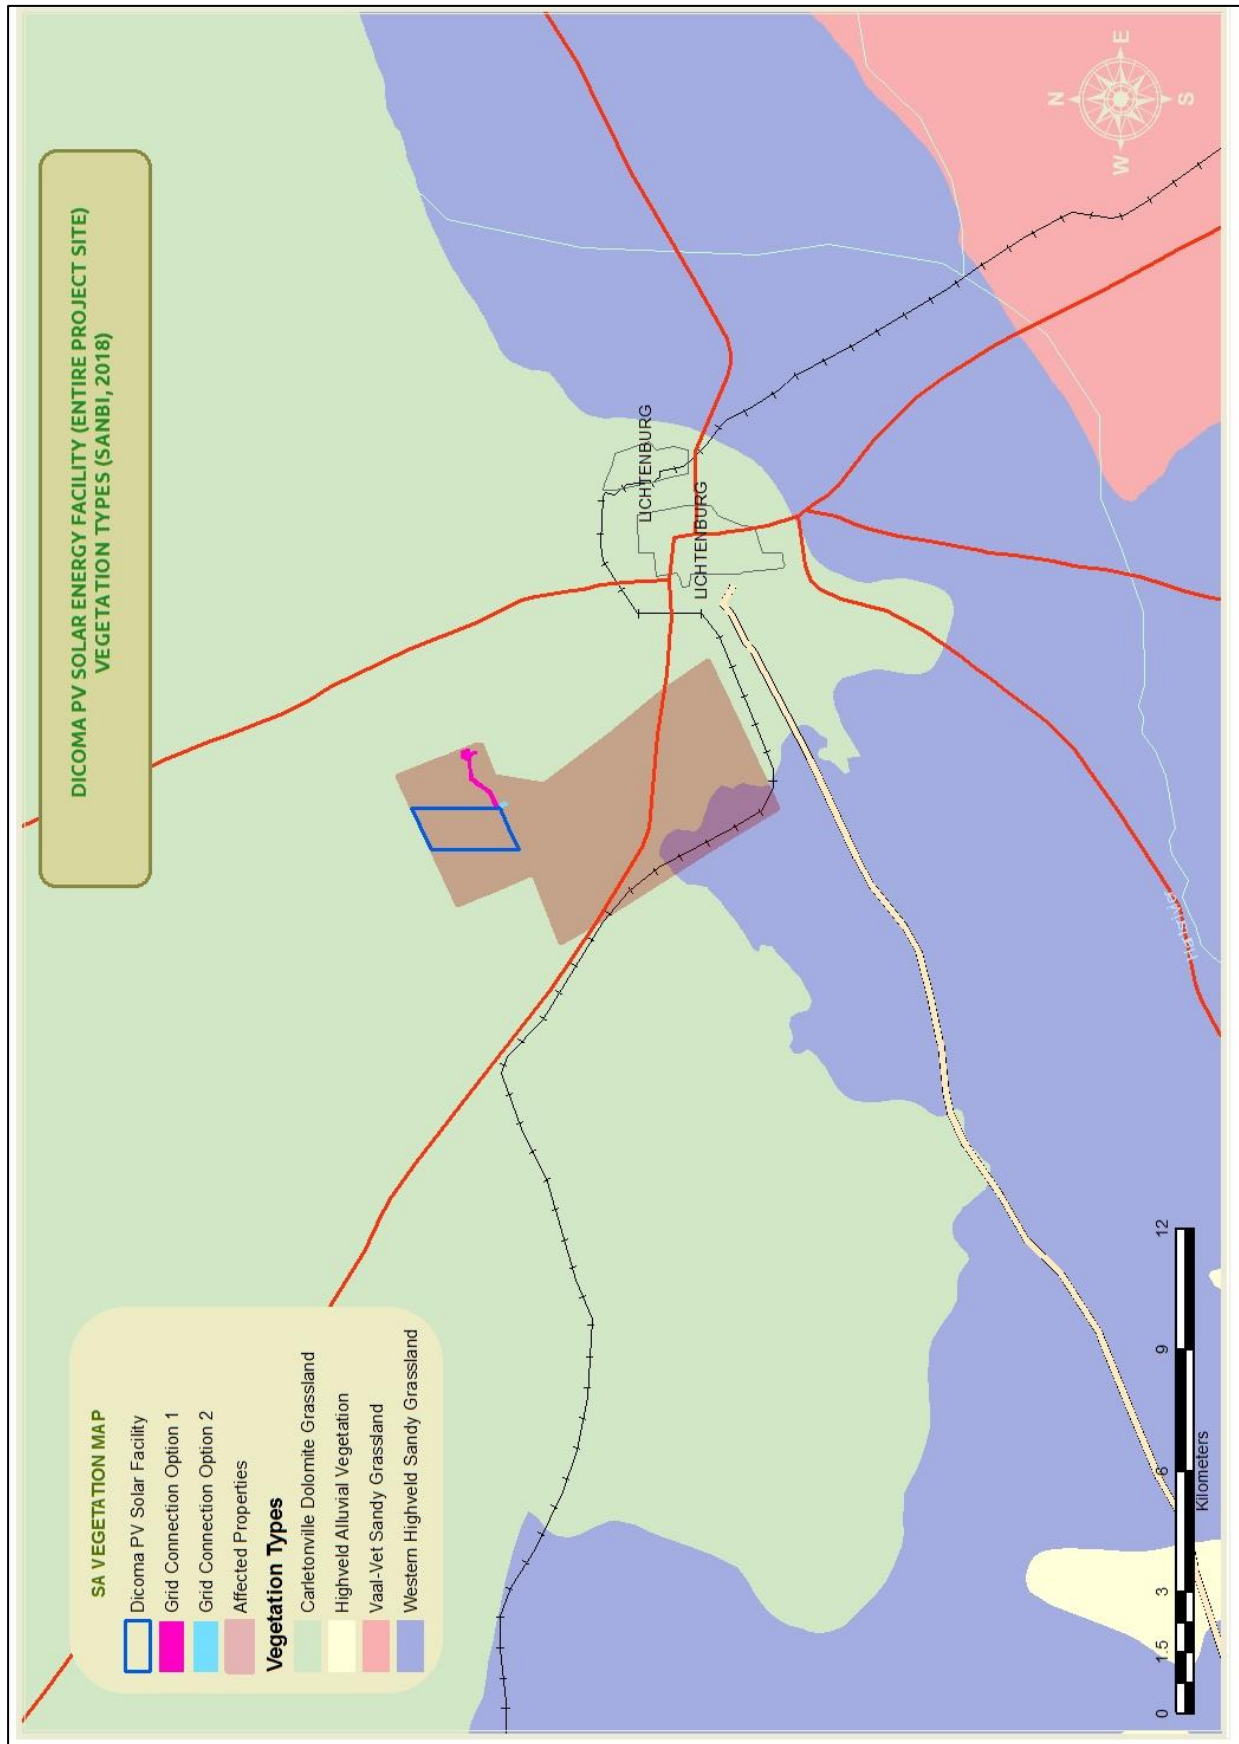 DICOMA PV SOLAR ENERGY FACILITY (ENTIRE PROJECT SITE)
VEGETATION TYPES (SANBI, 2018)
N
W
E
S
LICHTENBURG
LICHTENBURG
SA VEGETATION MAP
Dicoma PV Solar Facility
Grid Connection Option 1
Grid Connection Option 2
Affected Properties
Vegetation Types
Carletonville Dolomite Grassland
Highveld Alluvial Vegetation
Vaal-Vet Sandy Grassland
Western Highveld Sandy Grassland
0 1.5 3 6 9 12
Kilometers